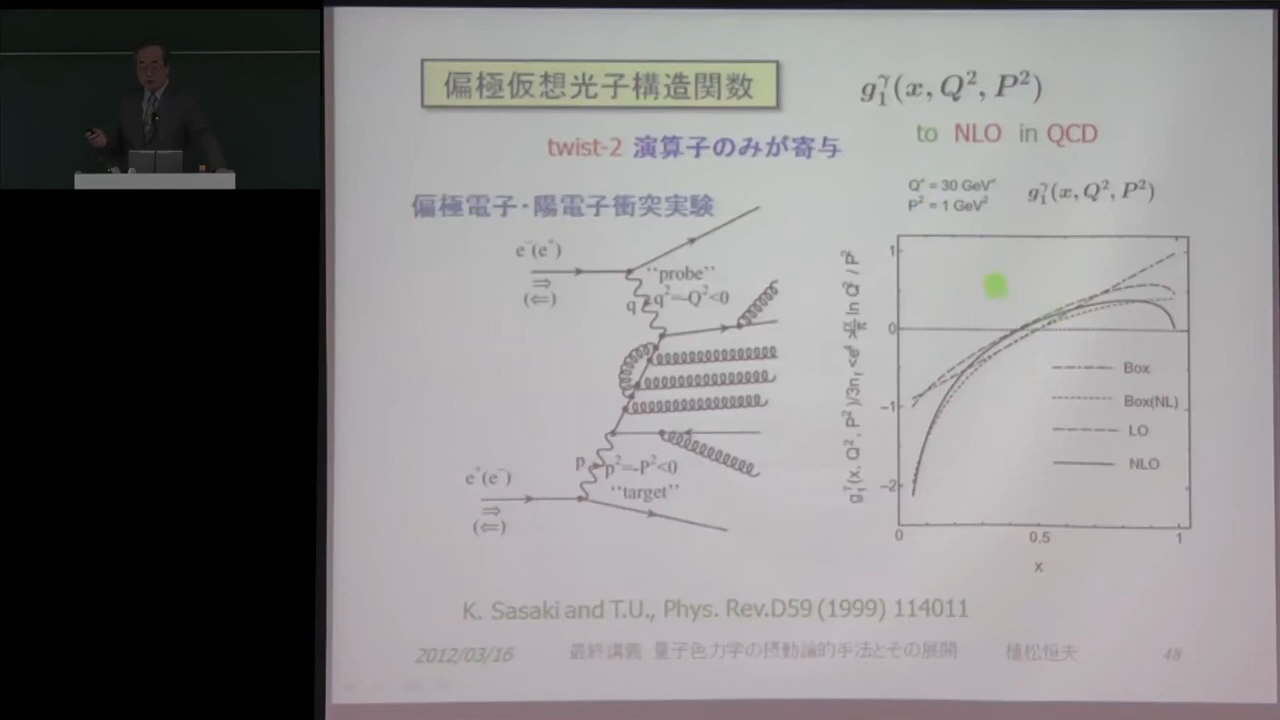 偏極仮想光子構造関数
g₁^γ(x, Q², P²)
twist-2 演算子のみが寄与
to NLO in QCD
偏極電子・陽電子衝突実験
Q² = 30 GeV²
P² = 1 GeV²
g₁^γ(x, Q², P²)
e⁻(e⁺)
⇒
(⇐)
"probe"
q q²=-Q²<0
p p²=-P²<0
"target"
e⁺(e⁻)
⇒
(⇐)
1
0
-1
-2
Box
Box(NL)
LO
NLO
0 0.5 1
x
K. Sasaki and T.U., Phys. Rev.D59 (1999) 114011
2012/03/16 最終講義 量子色力学の摂動論的手法とその展開 植松恒夫 48